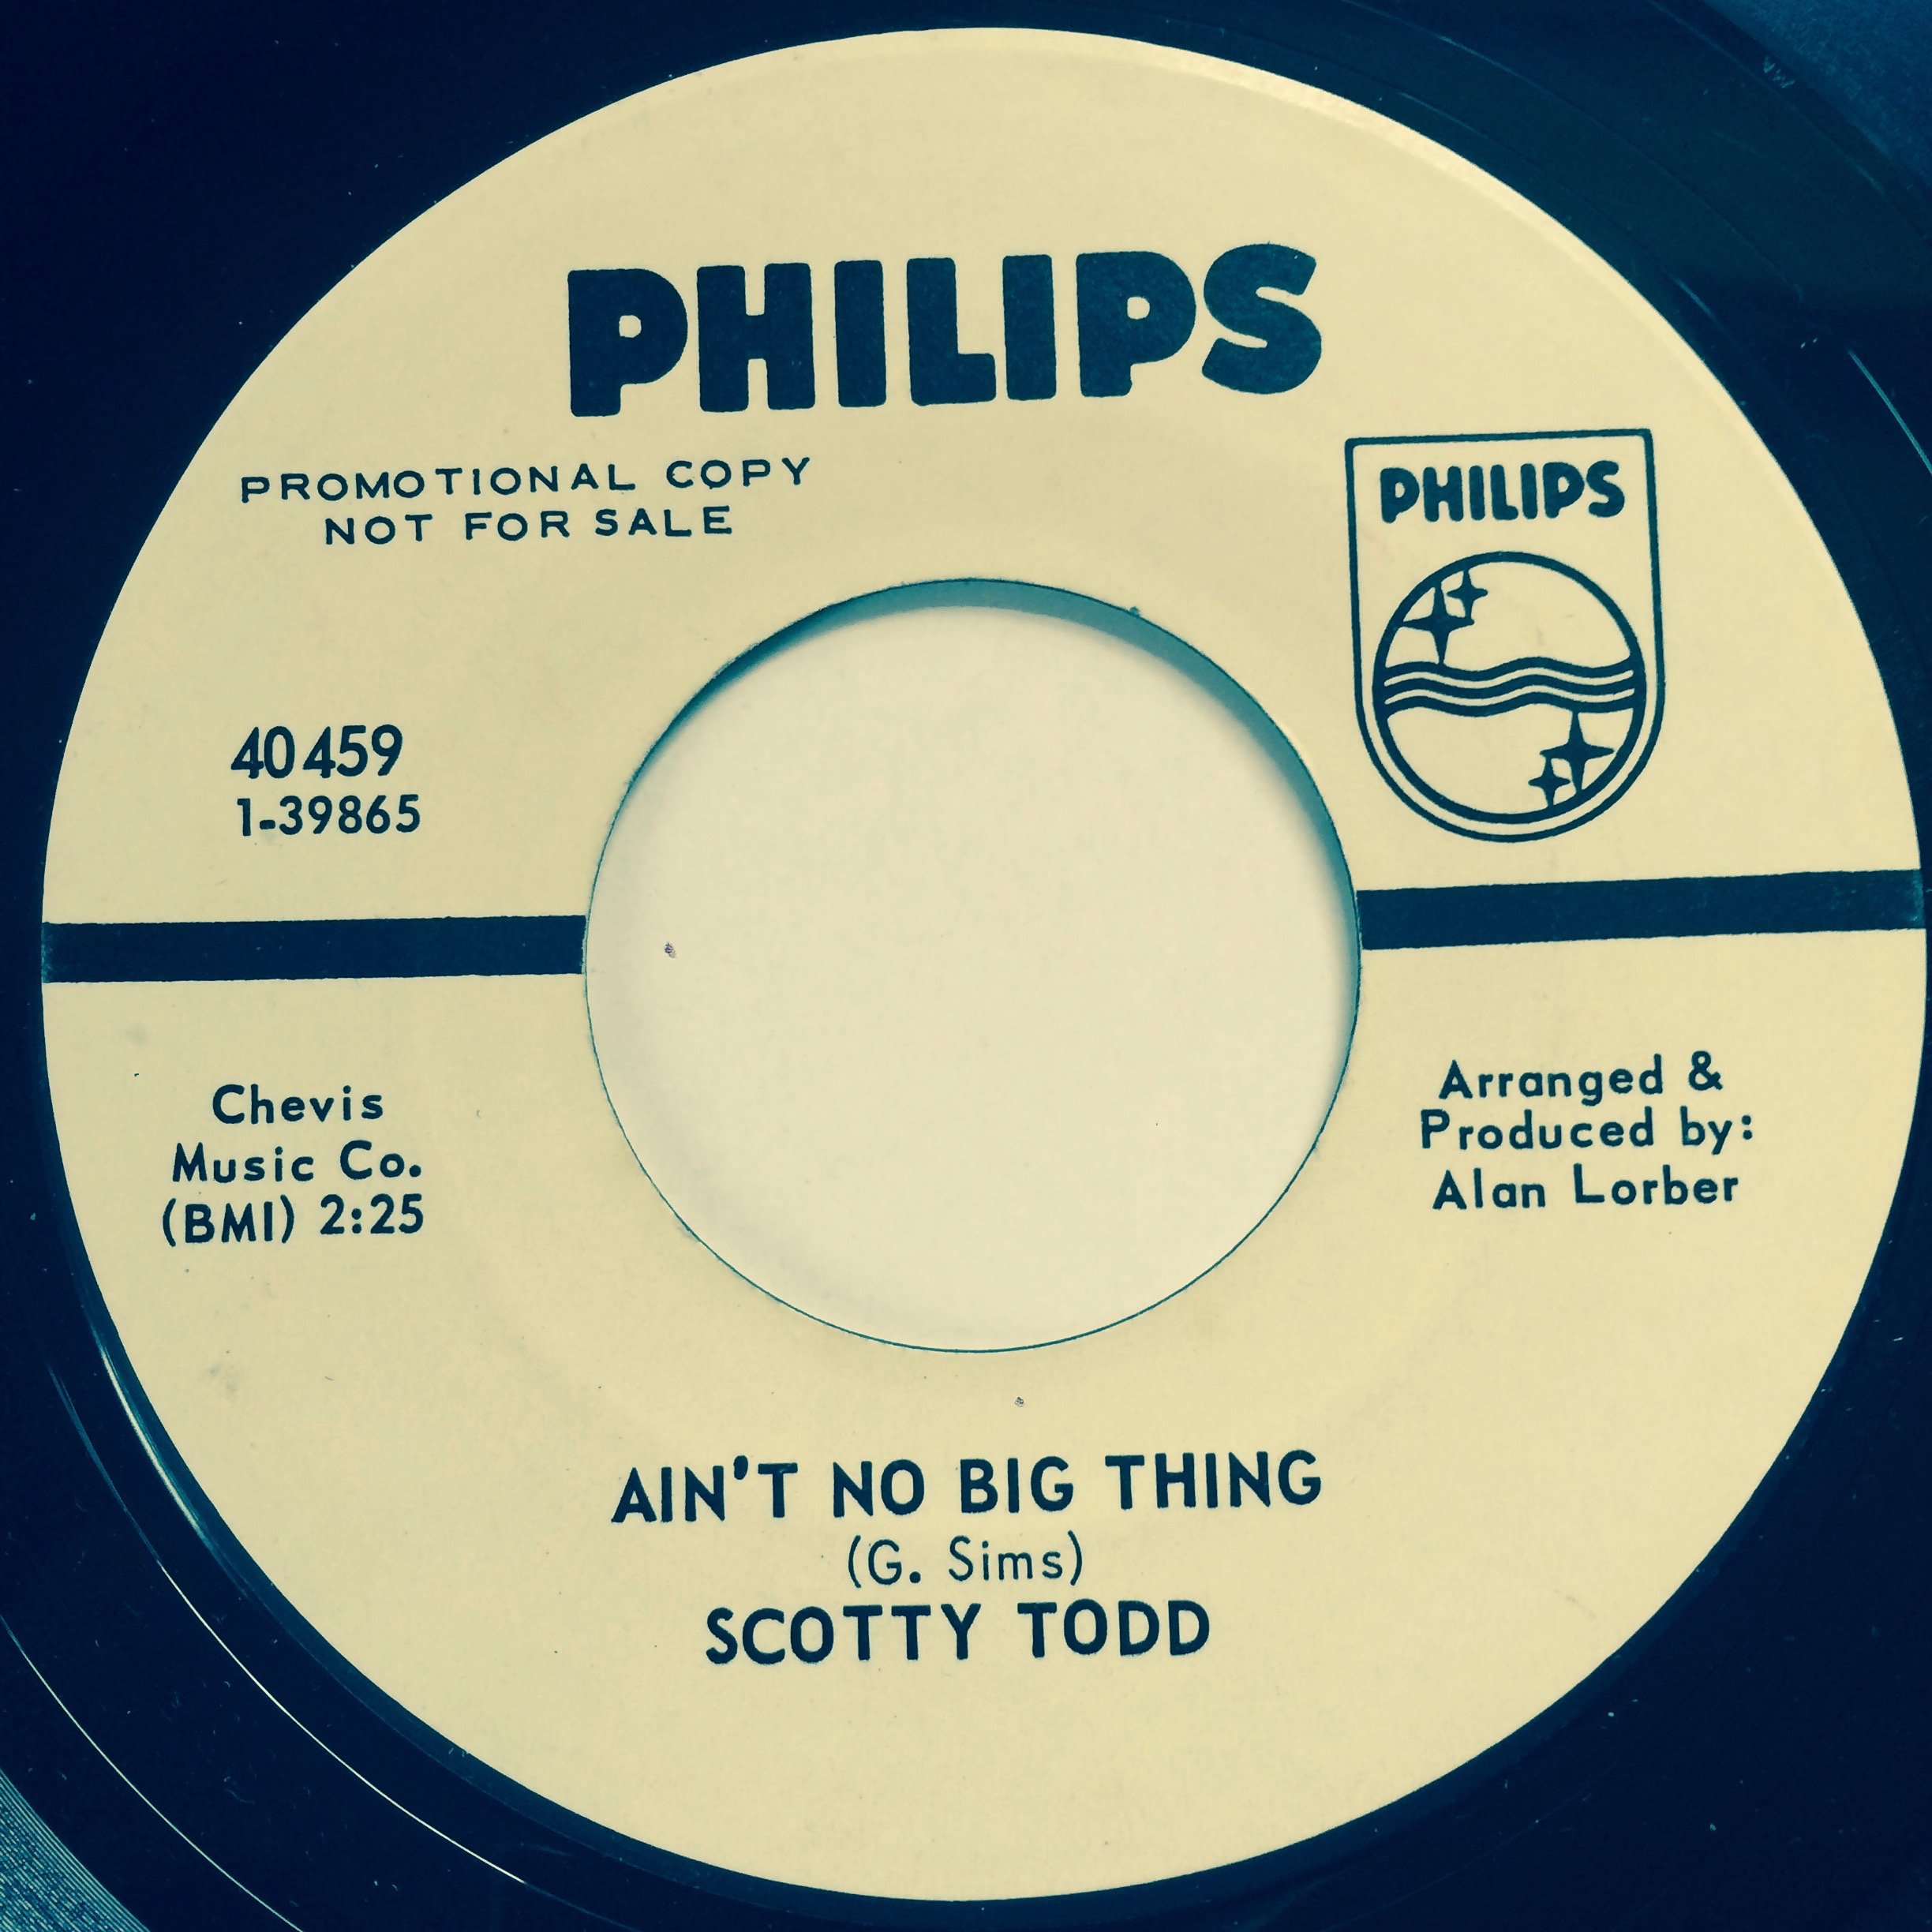 PHILIPS
PROMOTIONAL COPY
NOT FOR SALE
PHILIPS
40459
1-39865
Chevis
Music Co.
(BMI) 2:25
Arranged &
Produced by:
Alan Lorber
AIN'T NO BIG THING
(G. Sims)
SCOTTY TODD